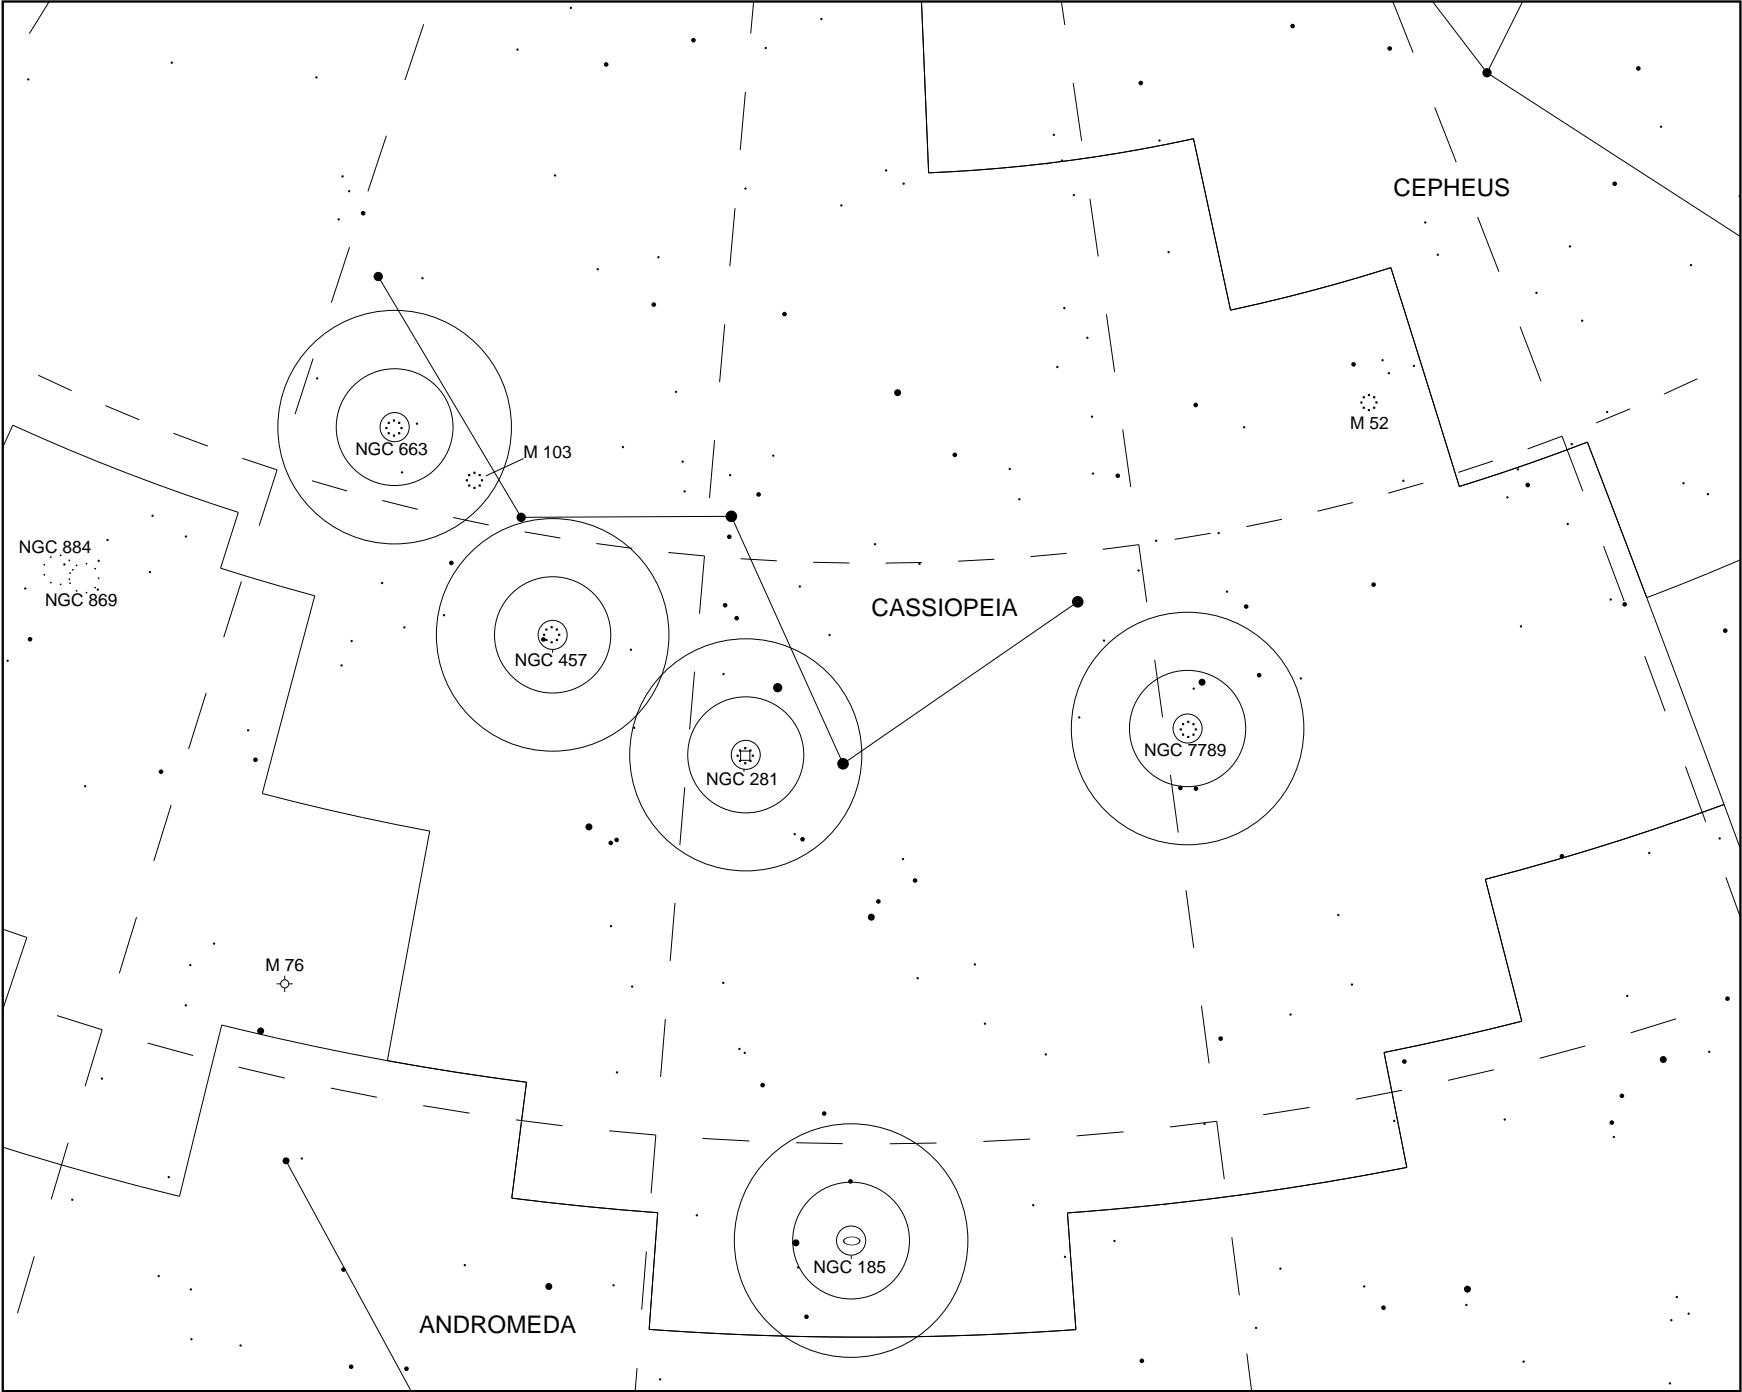 CEPHEUS
M 52
NGC 663
M 103
NGC 884
NGC 869
CASSIOPEIA
NGC 457
NGC 281
NGC 7789
M 76
NGC 185
ANDROMEDA